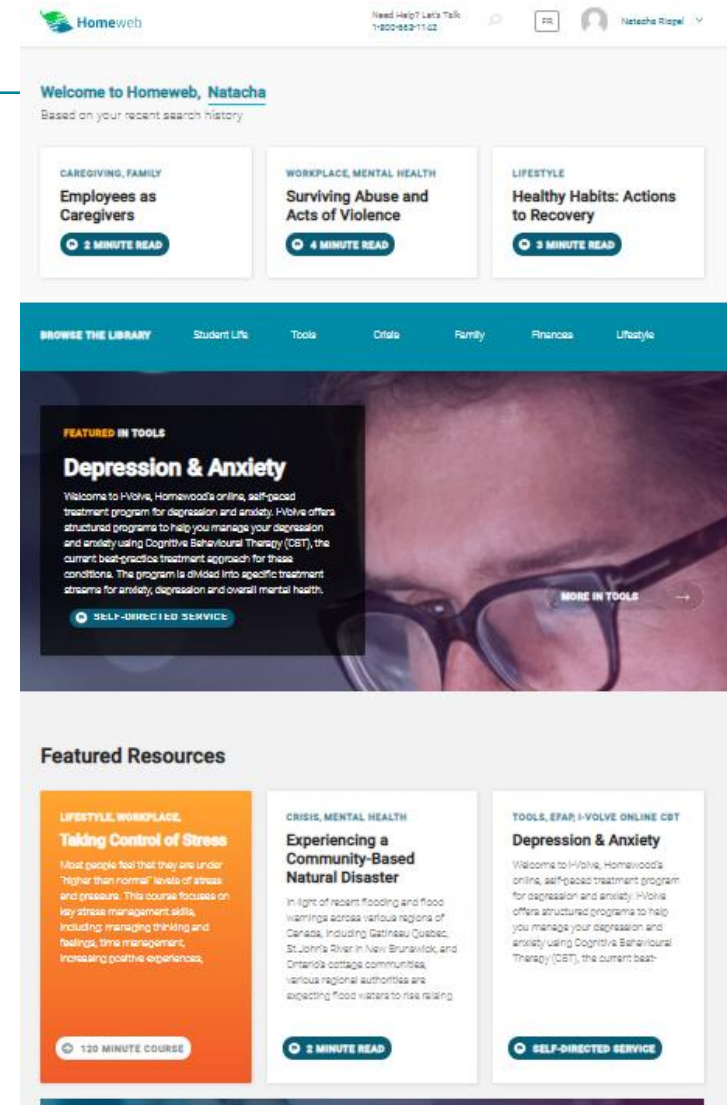 Homeweb
Need Help? Let's Talk
1-800-663-1142
FR
Natacha Riopel
Welcome to Homeweb, Natacha
Based on your recent search history
CAREGIVING, FAMILY
Employees as
Caregivers
2 MINUTE READ
WORKPLACE, MENTAL HEALTH
Surviving Abuse and
Acts of Violence
4 MINUTE READ
LIFESTYLE
Healthy Habits: Actions
to Recovery
3 MINUTE READ
BROWSE THE LIBRARY
Student Life
Tools
Crisis
Family
Finances
Lifestyle
FEATURED IN TOOLS
Depression & Anxiety
Welcome to i-Volve, Homewood's online, self-paced
treatment program for depression and anxiety. i-Volve offers
structured programs to help you manage your depression
and anxiety using Cognitive Behavioural Therapy (CBT), the
current best-practice treatment approach for these
conditions. The program is divided into specific treatment
streams for anxiety, depression and overall mental health.
SELF-DIRECTED SERVICE
MORE IN TOOLS
Featured Resources
LIFESTYLE, WORKPLACE,
Taking Control of Stress
Most people feel that they are under
"higher than normal" levels of stress
and pressure. This course focuses on
key stress management skills,
including: managing thinking and
feelings, time management,
increasing positive experiences,
120 MINUTE COURSE
CRISIS, MENTAL HEALTH
Experiencing a
Community-Based
Natural Disaster
In light of recent flooding and flood
warnings across various regions of
Canada, including Gatineau Quebec,
St.John's River in New Brunswick, and
Ontario's cottage communities,
various regional authorities are
expecting flood waters to rise raising
2 MINUTE READ
TOOLS, EFAP, I-VOLVE ONLINE CBT
Depression & Anxiety
Welcome to i-Volve, Homewood's
online, self-paced treatment program
for depression and anxiety. i-Volve
offers structured programs to help
you manage your depression and
anxiety using Cognitive Behavioural
Therapy (CBT), the current best-
SELF-DIRECTED SERVICE